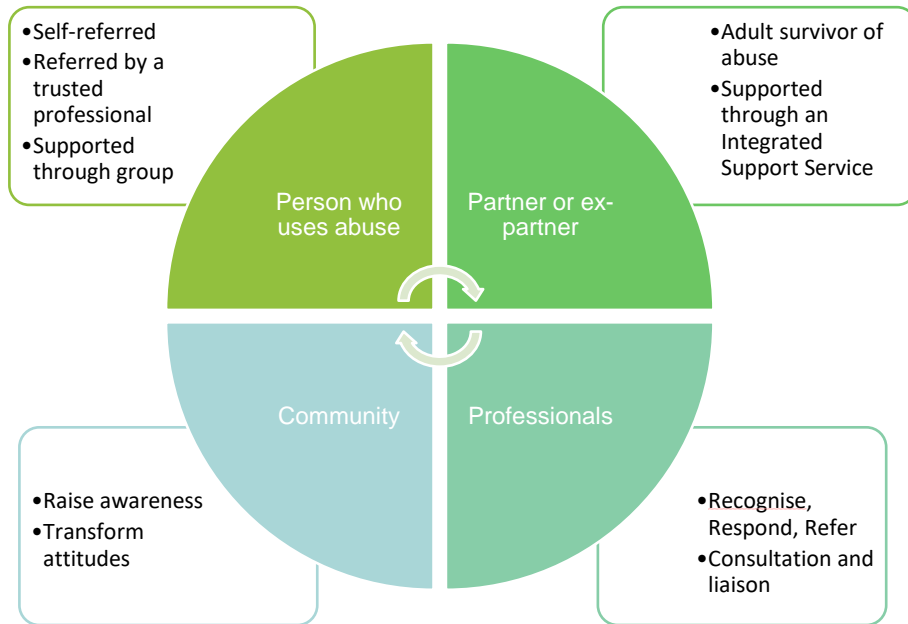 •Self-referred
•Referred by a
trusted
professional
•Supported
through group
•Adult survivor of
abuse
•Supported
through an
Integrated
Support Service
Person who
uses abuse
Partner or ex-
partner
Community
Professionals
•Raise awareness
•Transform
attitudes
•Recognise,
Respond, Refer
•Consultation and
liaison